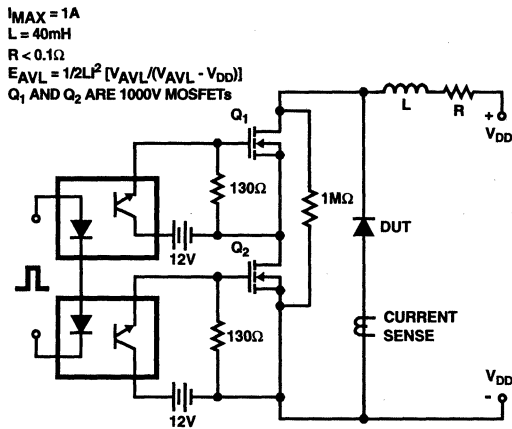 IMAX = 1A
L = 40mH
R < 0.1Ω
EAVL = 1/2LI² [VAVL/(VAVL - VDD)]
Q1 AND Q2 ARE 1000V MOSFETs
Q1
L
R
+
VDD
130Ω
1MΩ
DUT
12V
Q2
130Ω
CURRENT
SENSE
VDD
-
12V